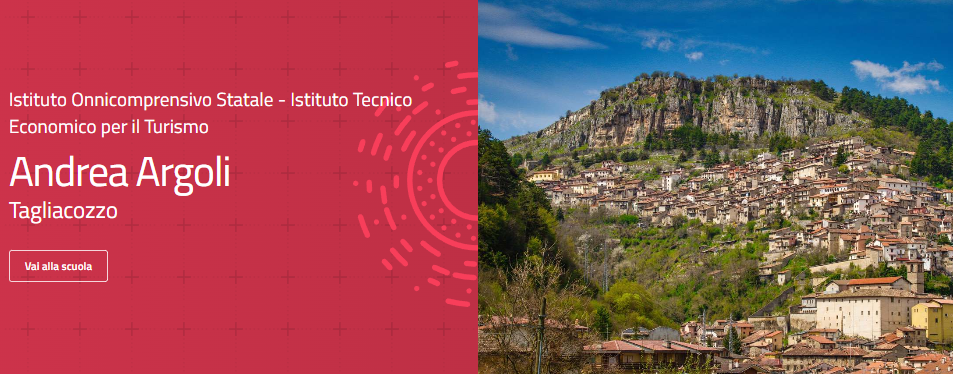 Istituto Onnicomprensivo Statale - Istituto Tecnico
Economico per il Turismo
Andrea Argoli
Tagliacozzo
Vai alla scuola